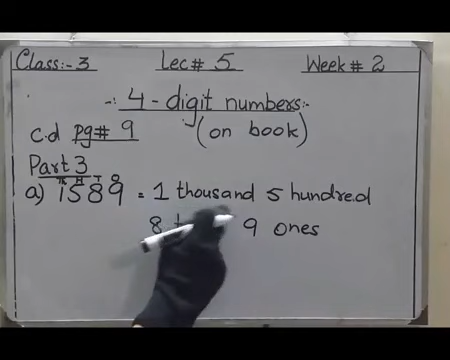 Class:-3 Lec# 5 Week # 2
4-digit numbers:-
c.d pg# 9 (on book)
Part 3
Th H T O
a) 1589 = 1 thousand 5 hundred
8 9 ones